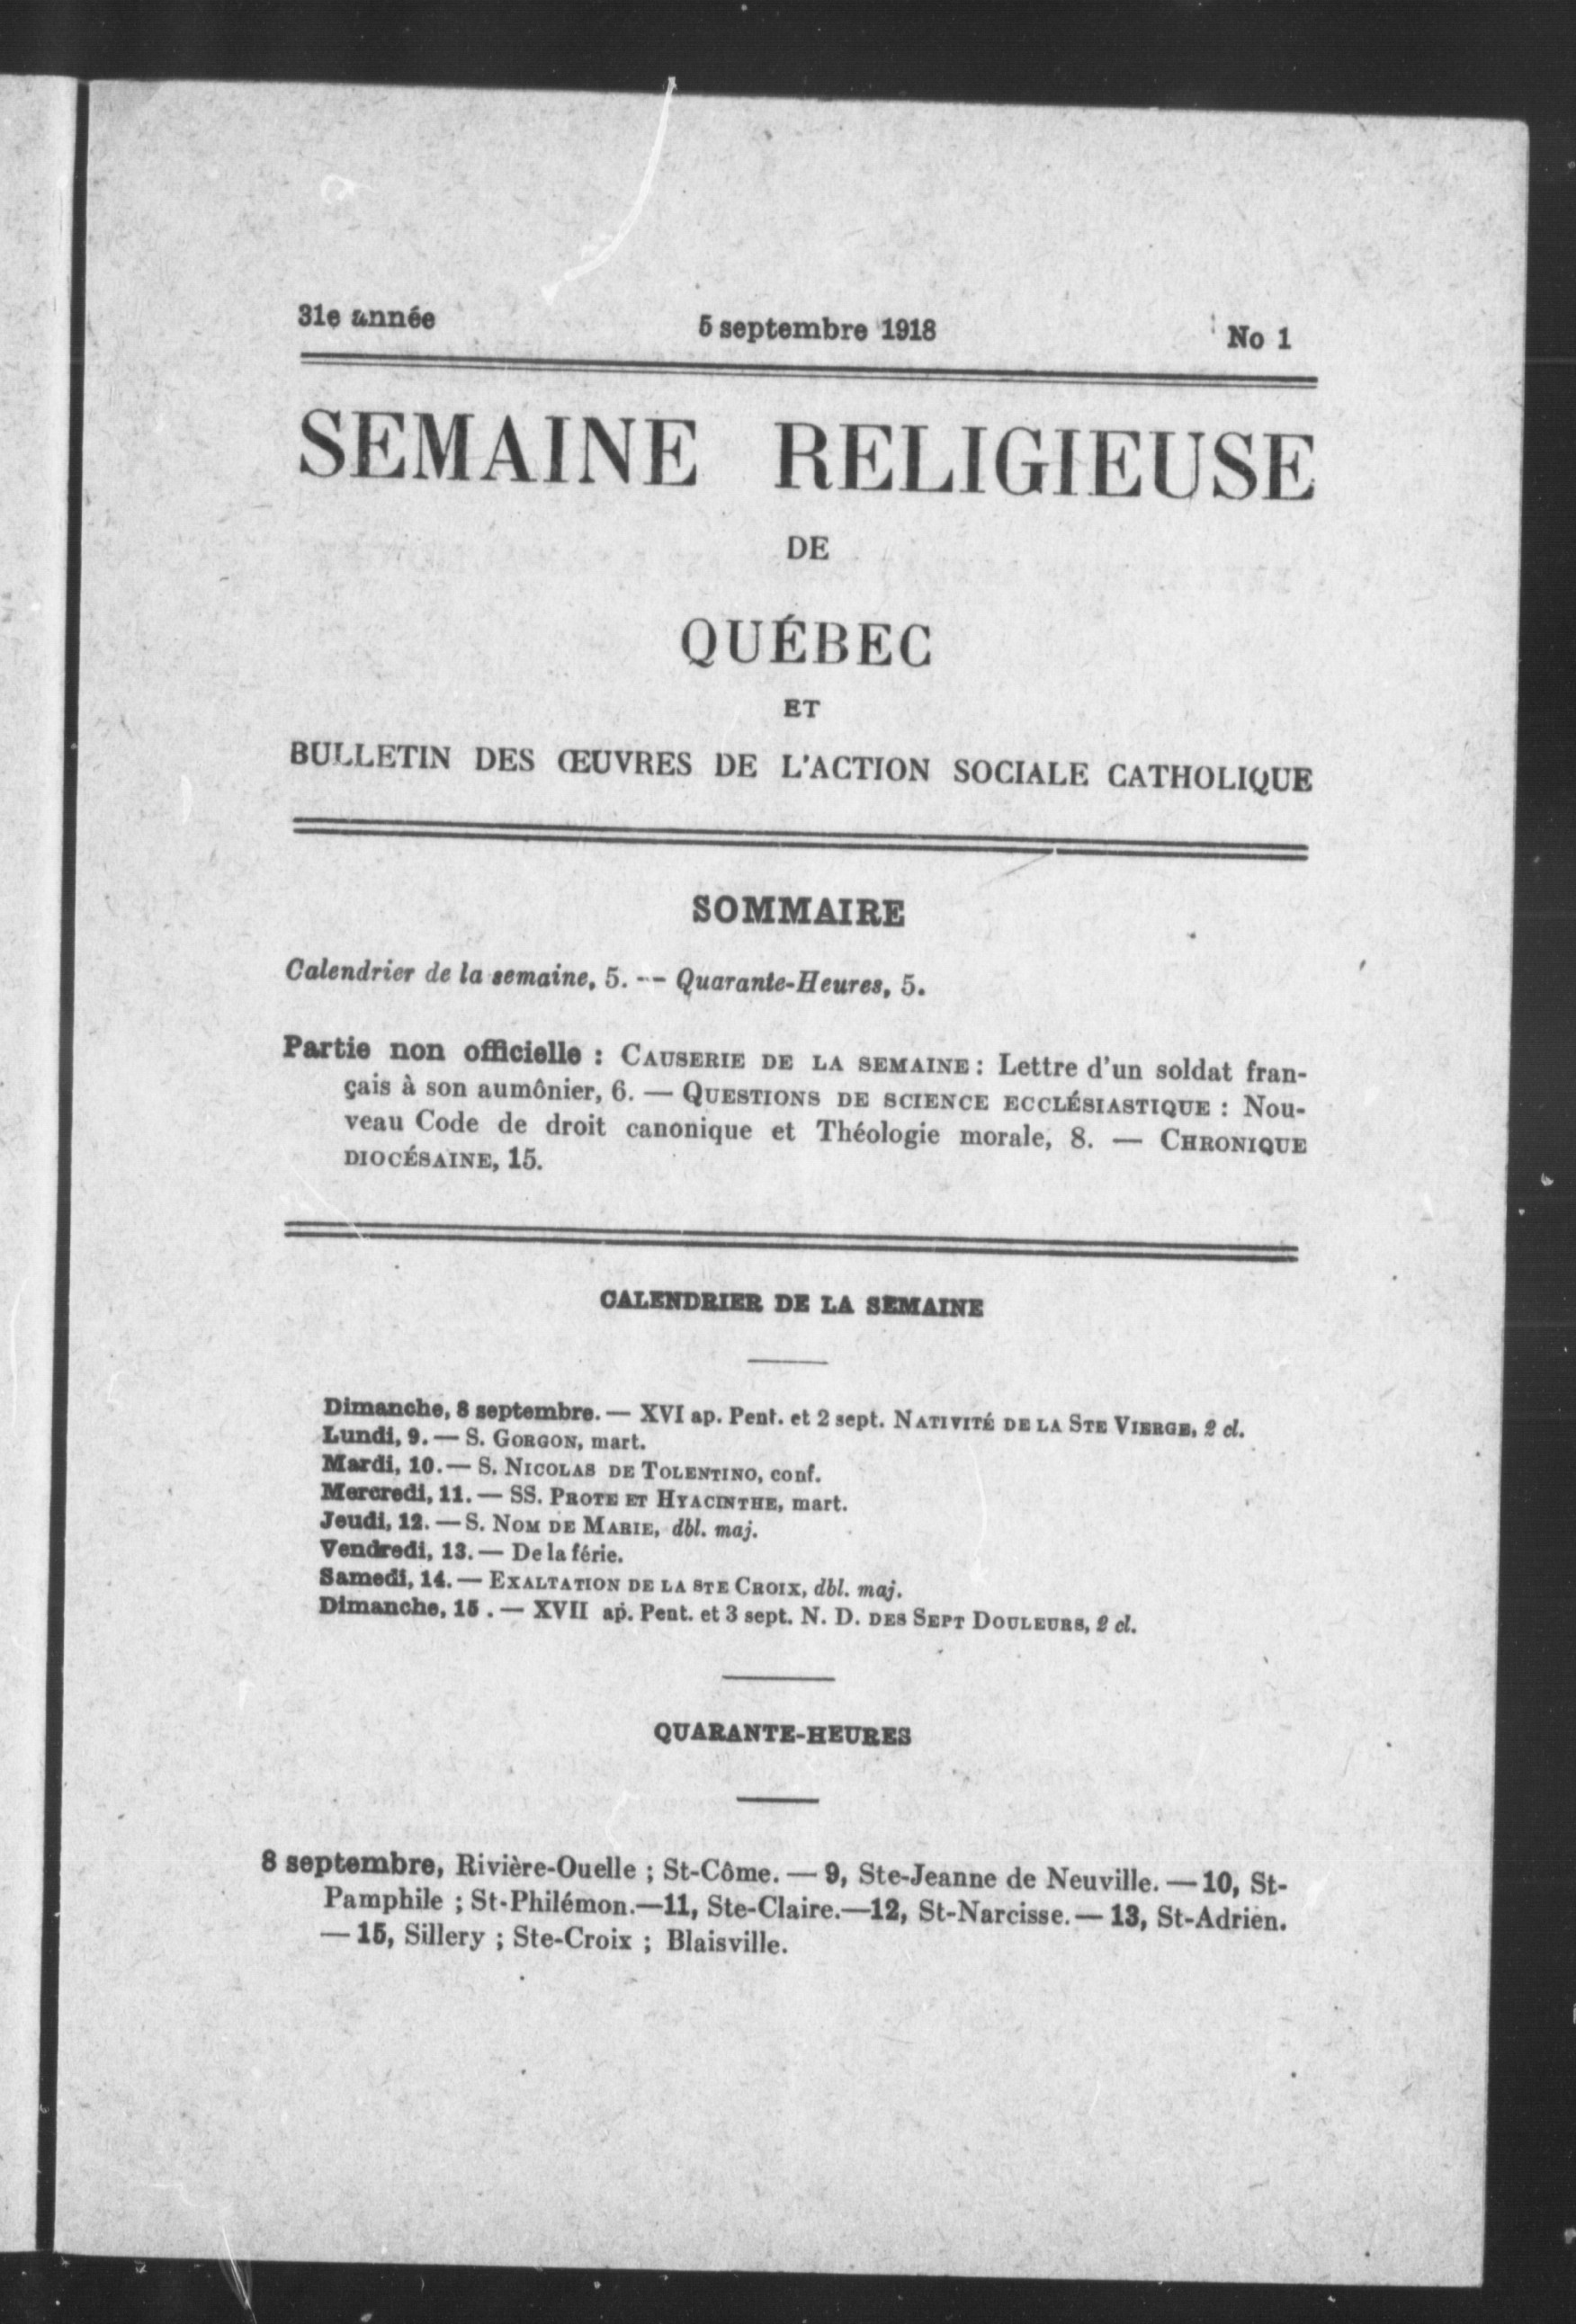 31e année 5 septembre 1918 No 1
SEMAINE RELIGIEUSE
DE
QUÉBEC
ET
BULLETIN DES ŒUVRES DE L'ACTION SOCIALE CATHOLIQUE
SOMMAIRE
Calendrier de la semaine, 5. -- Quarante-Heures, 5.
Partie non officielle : CAUSERIE DE LA SEMAINE : Lettre d'un soldat fran-
çais à son aumônier, 6. — QUESTIONS DE SCIENCE ECCLÉSIASTIQUE : Nou-
veau Code de droit canonique et Théologie morale, 8. — CHRONIQUE
DIOCÉSAINE, 15.
CALENDRIER DE LA SEMAINE
Dimanche, 8 septembre. — XVI ap. Pent. et 2 sept. NATIVITÉ DE LA STE VIERGE, 2 cl.
Lundi, 9. — S. GORGON, mart.
Mardi, 10. — S. NICOLAS DE TOLENTINO, conf.
Mercredi, 11. — SS. PROTE ET HYACINTHE, mart.
Jeudi, 12. — S. NOM DE MARIE, dbl. maj.
Vendredi, 13. — De la férie.
Samedi, 14. — EXALTATION DE LA STE CROIX, dbl. maj.
Dimanche, 15 . — XVII ap. Pent. et 3 sept. N. D. DES SEPT DOULEURS, 2 cl.
QUARANTE-HEURES
8 septembre, Rivière-Ouelle ; St-Côme. — 9, Ste-Jeanne de Neuville. — 10, St-
Pamphile ; St-Philémon.—11, Ste-Claire.—12, St-Narcisse. — 13, St-Adrien.
— 15, Sillery ; Ste-Croix ; Blaisville.